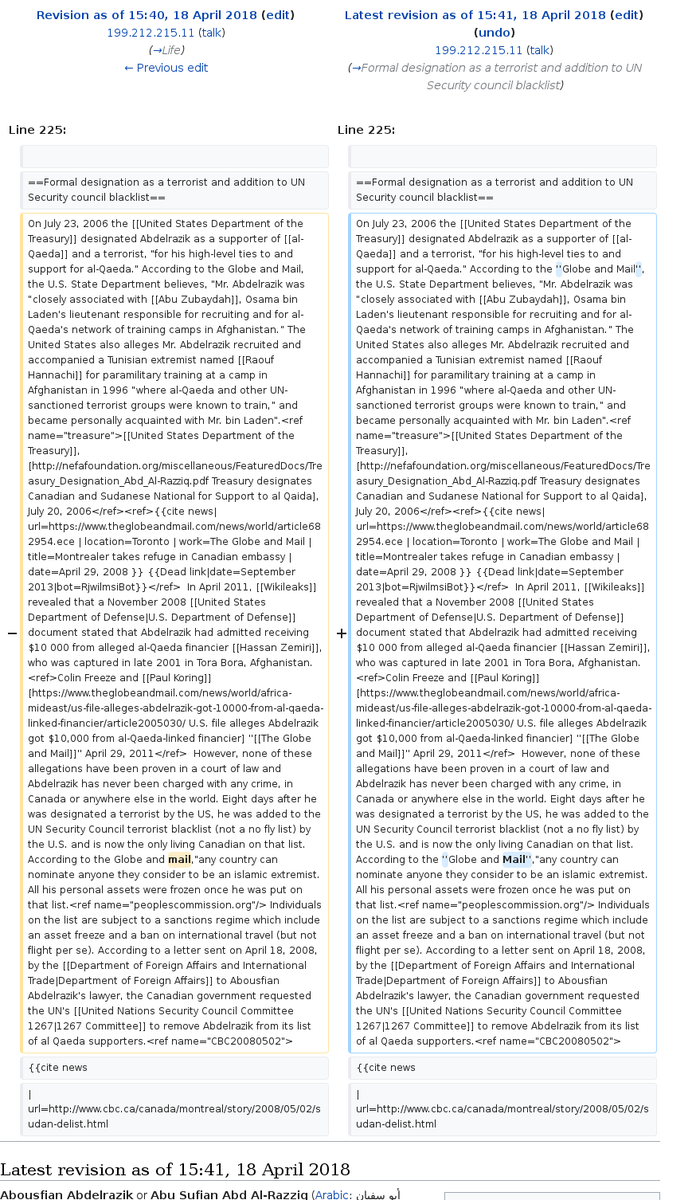 Revision as of 15:40, 18 April 2018 (edit)
199.212.215.11 (talk)
(→Life)
← Previous edit
Latest revision as of 15:41, 18 April 2018 (edit)
(undo)
199.212.215.11 (talk)
(→Formal designation as a terrorist and addition to UN
Security council blacklist)
Line 225:
Line 225:
==Formal designation as a terrorist and addition to UN
Security council blacklist==
==Formal designation as a terrorist and addition to UN
Security council blacklist==
−
On July 23, 2006 the [[United States Department of the
Treasury]] designated Abdelrazik as a supporter of [[al-
Qaeda]] and a terrorist, "for his high-level ties to and
support for al-Qaeda." According to the Globe and Mail,
the U.S. State Department believes, "Mr. Abdelrazik was
"closely associated with [[Abu Zubaydah]], Osama bin
Laden's lieutenant responsible for recruiting and for al-
Qaeda's network of training camps in Afghanistan." The
United States also alleges Mr. Abdelrazik recruited and
accompanied a Tunisian extremist named [[Raouf
Hannachi]] for paramilitary training at a camp in
Afghanistan in 1996 "where al-Qaeda and other UN-
sanctioned terrorist groups were known to train," and
became personally acquainted with Mr. bin Laden".<ref
name="treasure">[[United States Department of the
Treasury]],
[http://nefafoundation.org/miscellaneous/FeaturedDocs/Tre
asury_Designation_Abd_Al-Razziq.pdf Treasury designates
Canadian and Sudanese National for Support to al Qaida],
July 20, 2006</ref><ref>{{cite news|
url=https://www.theglobeandmail.com/news/world/article68
2954.ece | location=Toronto | work=The Globe and Mail |
title=Montrealer takes refuge in Canadian embassy |
date=April 29, 2008 }} {{Dead link|date=September
2013|bot=RjwilmsiBot}}</ref>  In April 2011, [[Wikileaks]]
revealed that a November 2008 [[United States
Department of Defense|U.S. Department of Defense]]
document stated that Abdelrazik had admitted receiving
$10 000 from alleged al-Qaeda financier [[Hassan Zemiri]],
who was captured in late 2001 in Tora Bora, Afghanistan.
<ref>Colin Freeze and [[Paul Koring]]
[https://www.theglobeandmail.com/news/world/africa-
mideast/us-file-alleges-abdelrazik-got-10000-from-al-qaeda-
linked-financier/article2005030/ U.S. file alleges Abdelrazik
got $10,000 from al-Qaeda-linked financier] ''[[The Globe
and Mail]]'' April 29, 2011</ref>  However, none of these
allegations have been proven in a court of law and
Abdelrazik has never been charged with any crime, in
Canada or anywhere else in the world. Eight days after he
was designated a terrorist by the US, he was added to the
UN Security Council terrorist blacklist (not a no fly list) by
the U.S. and is now the only living Canadian on that list.
According to the Globe and mail,"any country can
nominate anyone they consider to be an islamic extremist.
All his personal assets were frozen once he was put on
that list.<ref name="peoplescommission.org"/> Individuals
on the list are subject to a sanctions regime which include
an asset freeze and a ban on international travel (but not
flight per se). According to a letter sent on April 18, 2008,
by the [[Department of Foreign Affairs and International
Trade|Department of Foreign Affairs]] to Abousfian
Abdelrazik's lawyer, the Canadian government requested
the UN's [[United Nations Security Council Committee
1267|1267 Committee]] to remove Abdelrazik from its list
of al Qaeda supporters.<ref name="CBC20080502">
+
On July 23, 2006 the [[United States Department of the
Treasury]] designated Abdelrazik as a supporter of [[al-
Qaeda]] and a terrorist, "for his high-level ties to and
support for al-Qaeda." According to the ''Globe and Mail'',
the U.S. State Department believes, "Mr. Abdelrazik was
"closely associated with [[Abu Zubaydah]], Osama bin
Laden's lieutenant responsible for recruiting and for al-
Qaeda's network of training camps in Afghanistan." The
United States also alleges Mr. Abdelrazik recruited and
accompanied a Tunisian extremist named [[Raouf
Hannachi]] for paramilitary training at a camp in
Afghanistan in 1996 "where al-Qaeda and other UN-
sanctioned terrorist groups were known to train," and
became personally acquainted with Mr. bin Laden".<ref
name="treasure">[[United States Department of the
Treasury]],
[http://nefafoundation.org/miscellaneous/FeaturedDocs/Tre
asury_Designation_Abd_Al-Razziq.pdf Treasury designates
Canadian and Sudanese National for Support to al Qaida],
July 20, 2006</ref><ref>{{cite news|
url=https://www.theglobeandmail.com/news/world/article68
2954.ece | location=Toronto | work=The Globe and Mail |
title=Montrealer takes refuge in Canadian embassy |
date=April 29, 2008 }} {{Dead link|date=September
2013|bot=RjwilmsiBot}}</ref>  In April 2011, [[Wikileaks]]
revealed that a November 2008 [[United States
Department of Defense|U.S. Department of Defense]]
document stated that Abdelrazik had admitted receiving
$10 000 from alleged al-Qaeda financier [[Hassan Zemiri]],
who was captured in late 2001 in Tora Bora, Afghanistan.
<ref>Colin Freeze and [[Paul Koring]]
[https://www.theglobeandmail.com/news/world/africa-
mideast/us-file-alleges-abdelrazik-got-10000-from-al-qaeda-
linked-financier/article2005030/ U.S. file alleges Abdelrazik
got $10,000 from al-Qaeda-linked financier] ''[[The Globe
and Mail]]'' April 29, 2011</ref>  However, none of these
allegations have been proven in a court of law and
Abdelrazik has never been charged with any crime, in
Canada or anywhere else in the world. Eight days after he
was designated a terrorist by the US, he was added to the
UN Security Council terrorist blacklist (not a no fly list) by
the U.S. and is now the only living Canadian on that list.
According to the ''Globe and Mail'',"any country can
nominate anyone they consider to be an islamic extremist.
All his personal assets were frozen once he was put on
that list.<ref name="peoplescommission.org"/> Individuals
on the list are subject to a sanctions regime which include
an asset freeze and a ban on international travel (but not
flight per se). According to a letter sent on April 18, 2008,
by the [[Department of Foreign Affairs and International
Trade|Department of Foreign Affairs]] to Abousfian
Abdelrazik's lawyer, the Canadian government requested
the UN's [[United Nations Security Council Committee
1267|1267 Committee]] to remove Abdelrazik from its list
of al Qaeda supporters.<ref name="CBC20080502">
{{cite news
{{cite news
|
url=http://www.cbc.ca/canada/montreal/story/2008/05/02/s
udan-delist.html
|
url=http://www.cbc.ca/canada/montreal/story/2008/05/02/s
udan-delist.html
Latest revision as of 15:41, 18 April 2018
Abousfian Abdelrazik or Abu Sufian Abd Al-Razziq (Arabic: أبو سفيان